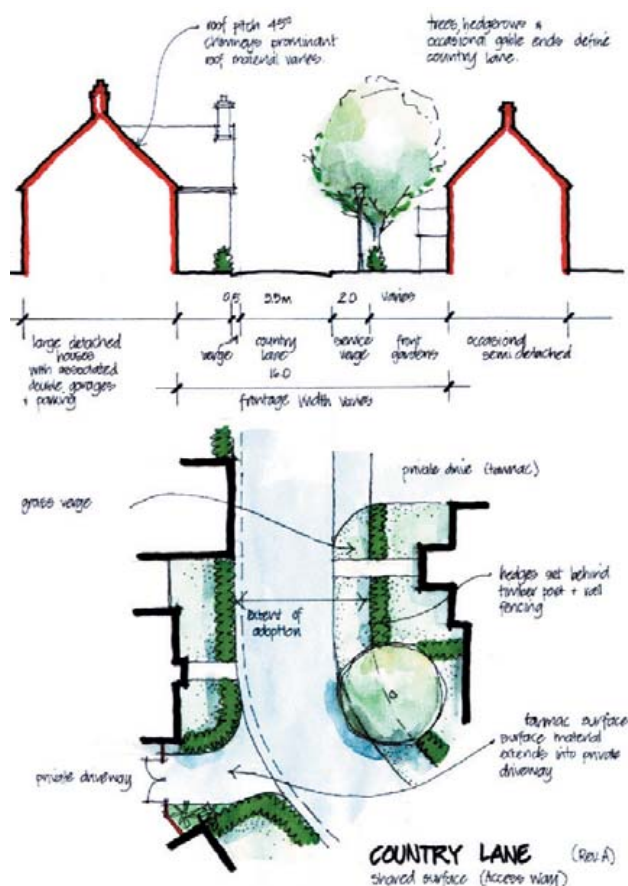 roof pitch 45°
chimneys prominant
roof material varies.
trees, hedgerows &
occasional gable ends define
country lane.
0.5
5.5m
2.0
varies
large detached
houses
with associated
double garages
+ parking
verge
country
lane
service
verge
front
gardens
occasional
semi detached
16.0
frontage width varies
private drive (tarmac)
grass verge
hedges set behind
timber post + rail
fencing
extent of
adoption
tarmac surface
surface material
extends into private
driveway
private driveway
COUNTRY LANE (Rev. A)
shared surface (Access Way)